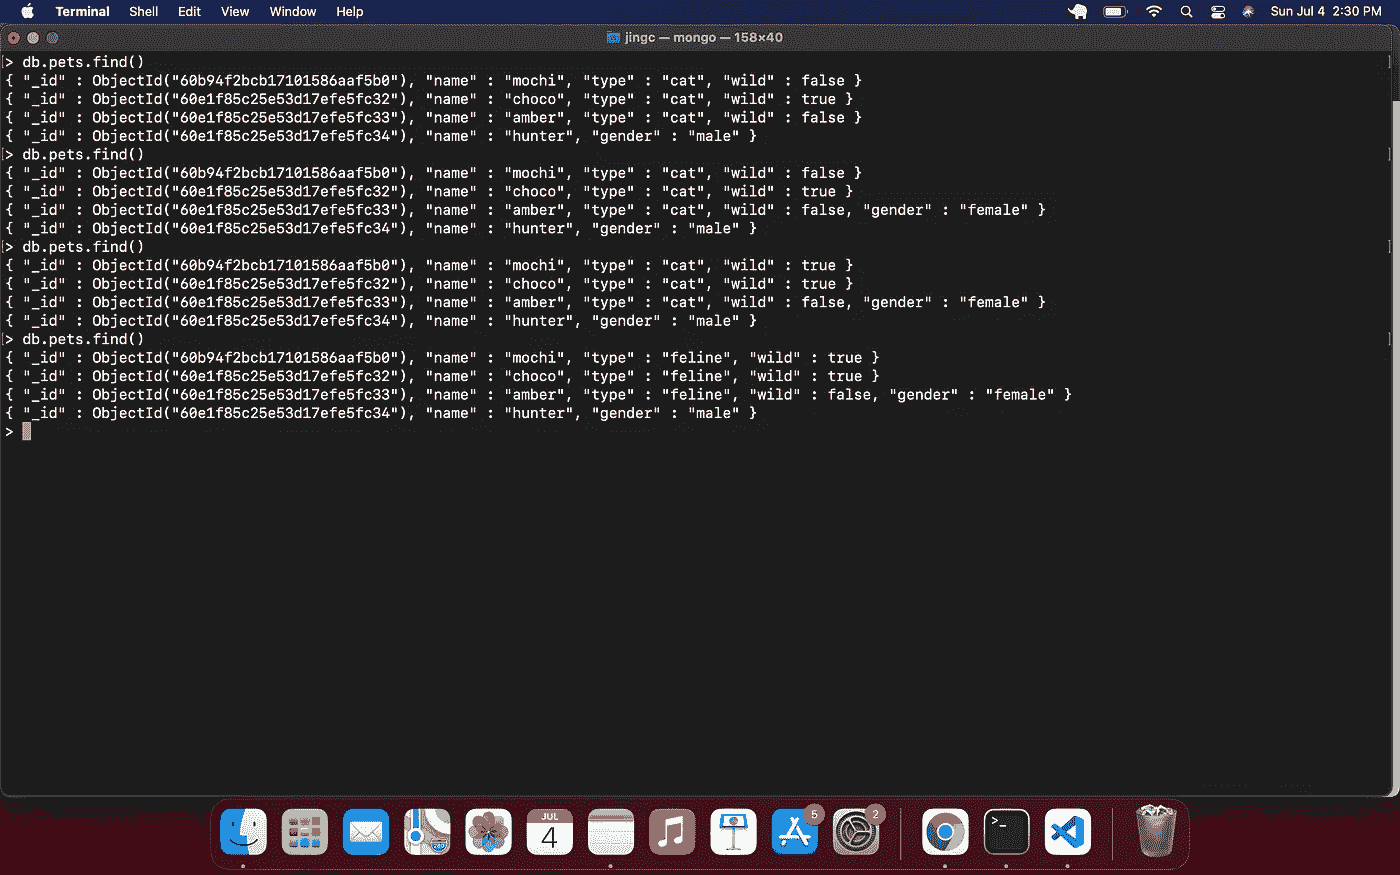 Terminal Shell Edit View Window Help Sun Jul 4 2:30 PM
jingc — mongo — 158×40
[> db.pets.find() ]
{ "_id" : ObjectId("60b94f2bcb17101586aaf5b0"), "name" : "mochi", "type" : "cat", "wild" : false }
{ "_id" : ObjectId("60e1f85c25e53d17efe5fc32"), "name" : "choco", "type" : "cat", "wild" : true }
{ "_id" : ObjectId("60e1f85c25e53d17efe5fc33"), "name" : "amber", "type" : "cat", "wild" : false }
{ "_id" : ObjectId("60e1f85c25e53d17efe5fc34"), "name" : "hunter", "gender" : "male" }
[> db.pets.find() ]
{ "_id" : ObjectId("60b94f2bcb17101586aaf5b0"), "name" : "mochi", "type" : "cat", "wild" : false }
{ "_id" : ObjectId("60e1f85c25e53d17efe5fc32"), "name" : "choco", "type" : "cat", "wild" : true }
{ "_id" : ObjectId("60e1f85c25e53d17efe5fc33"), "name" : "amber", "type" : "cat", "wild" : false, "gender" : "female" }
{ "_id" : ObjectId("60e1f85c25e53d17efe5fc34"), "name" : "hunter", "gender" : "male" }
[> db.pets.find() ]
{ "_id" : ObjectId("60b94f2bcb17101586aaf5b0"), "name" : "mochi", "type" : "cat", "wild" : true }
{ "_id" : ObjectId("60e1f85c25e53d17efe5fc32"), "name" : "choco", "type" : "cat", "wild" : true }
{ "_id" : ObjectId("60e1f85c25e53d17efe5fc33"), "name" : "amber", "type" : "cat", "wild" : false, "gender" : "female" }
{ "_id" : ObjectId("60e1f85c25e53d17efe5fc34"), "name" : "hunter", "gender" : "male" }
[> db.pets.find() ]
{ "_id" : ObjectId("60b94f2bcb17101586aaf5b0"), "name" : "mochi", "type" : "feline", "wild" : true }
{ "_id" : ObjectId("60e1f85c25e53d17efe5fc32"), "name" : "choco", "type" : "feline", "wild" : true }
{ "_id" : ObjectId("60e1f85c25e53d17efe5fc33"), "name" : "amber", "type" : "feline", "wild" : false, "gender" : "female" }
{ "_id" : ObjectId("60e1f85c25e53d17efe5fc34"), "name" : "hunter", "gender" : "male" }
>
JUL 5 2
4 >_